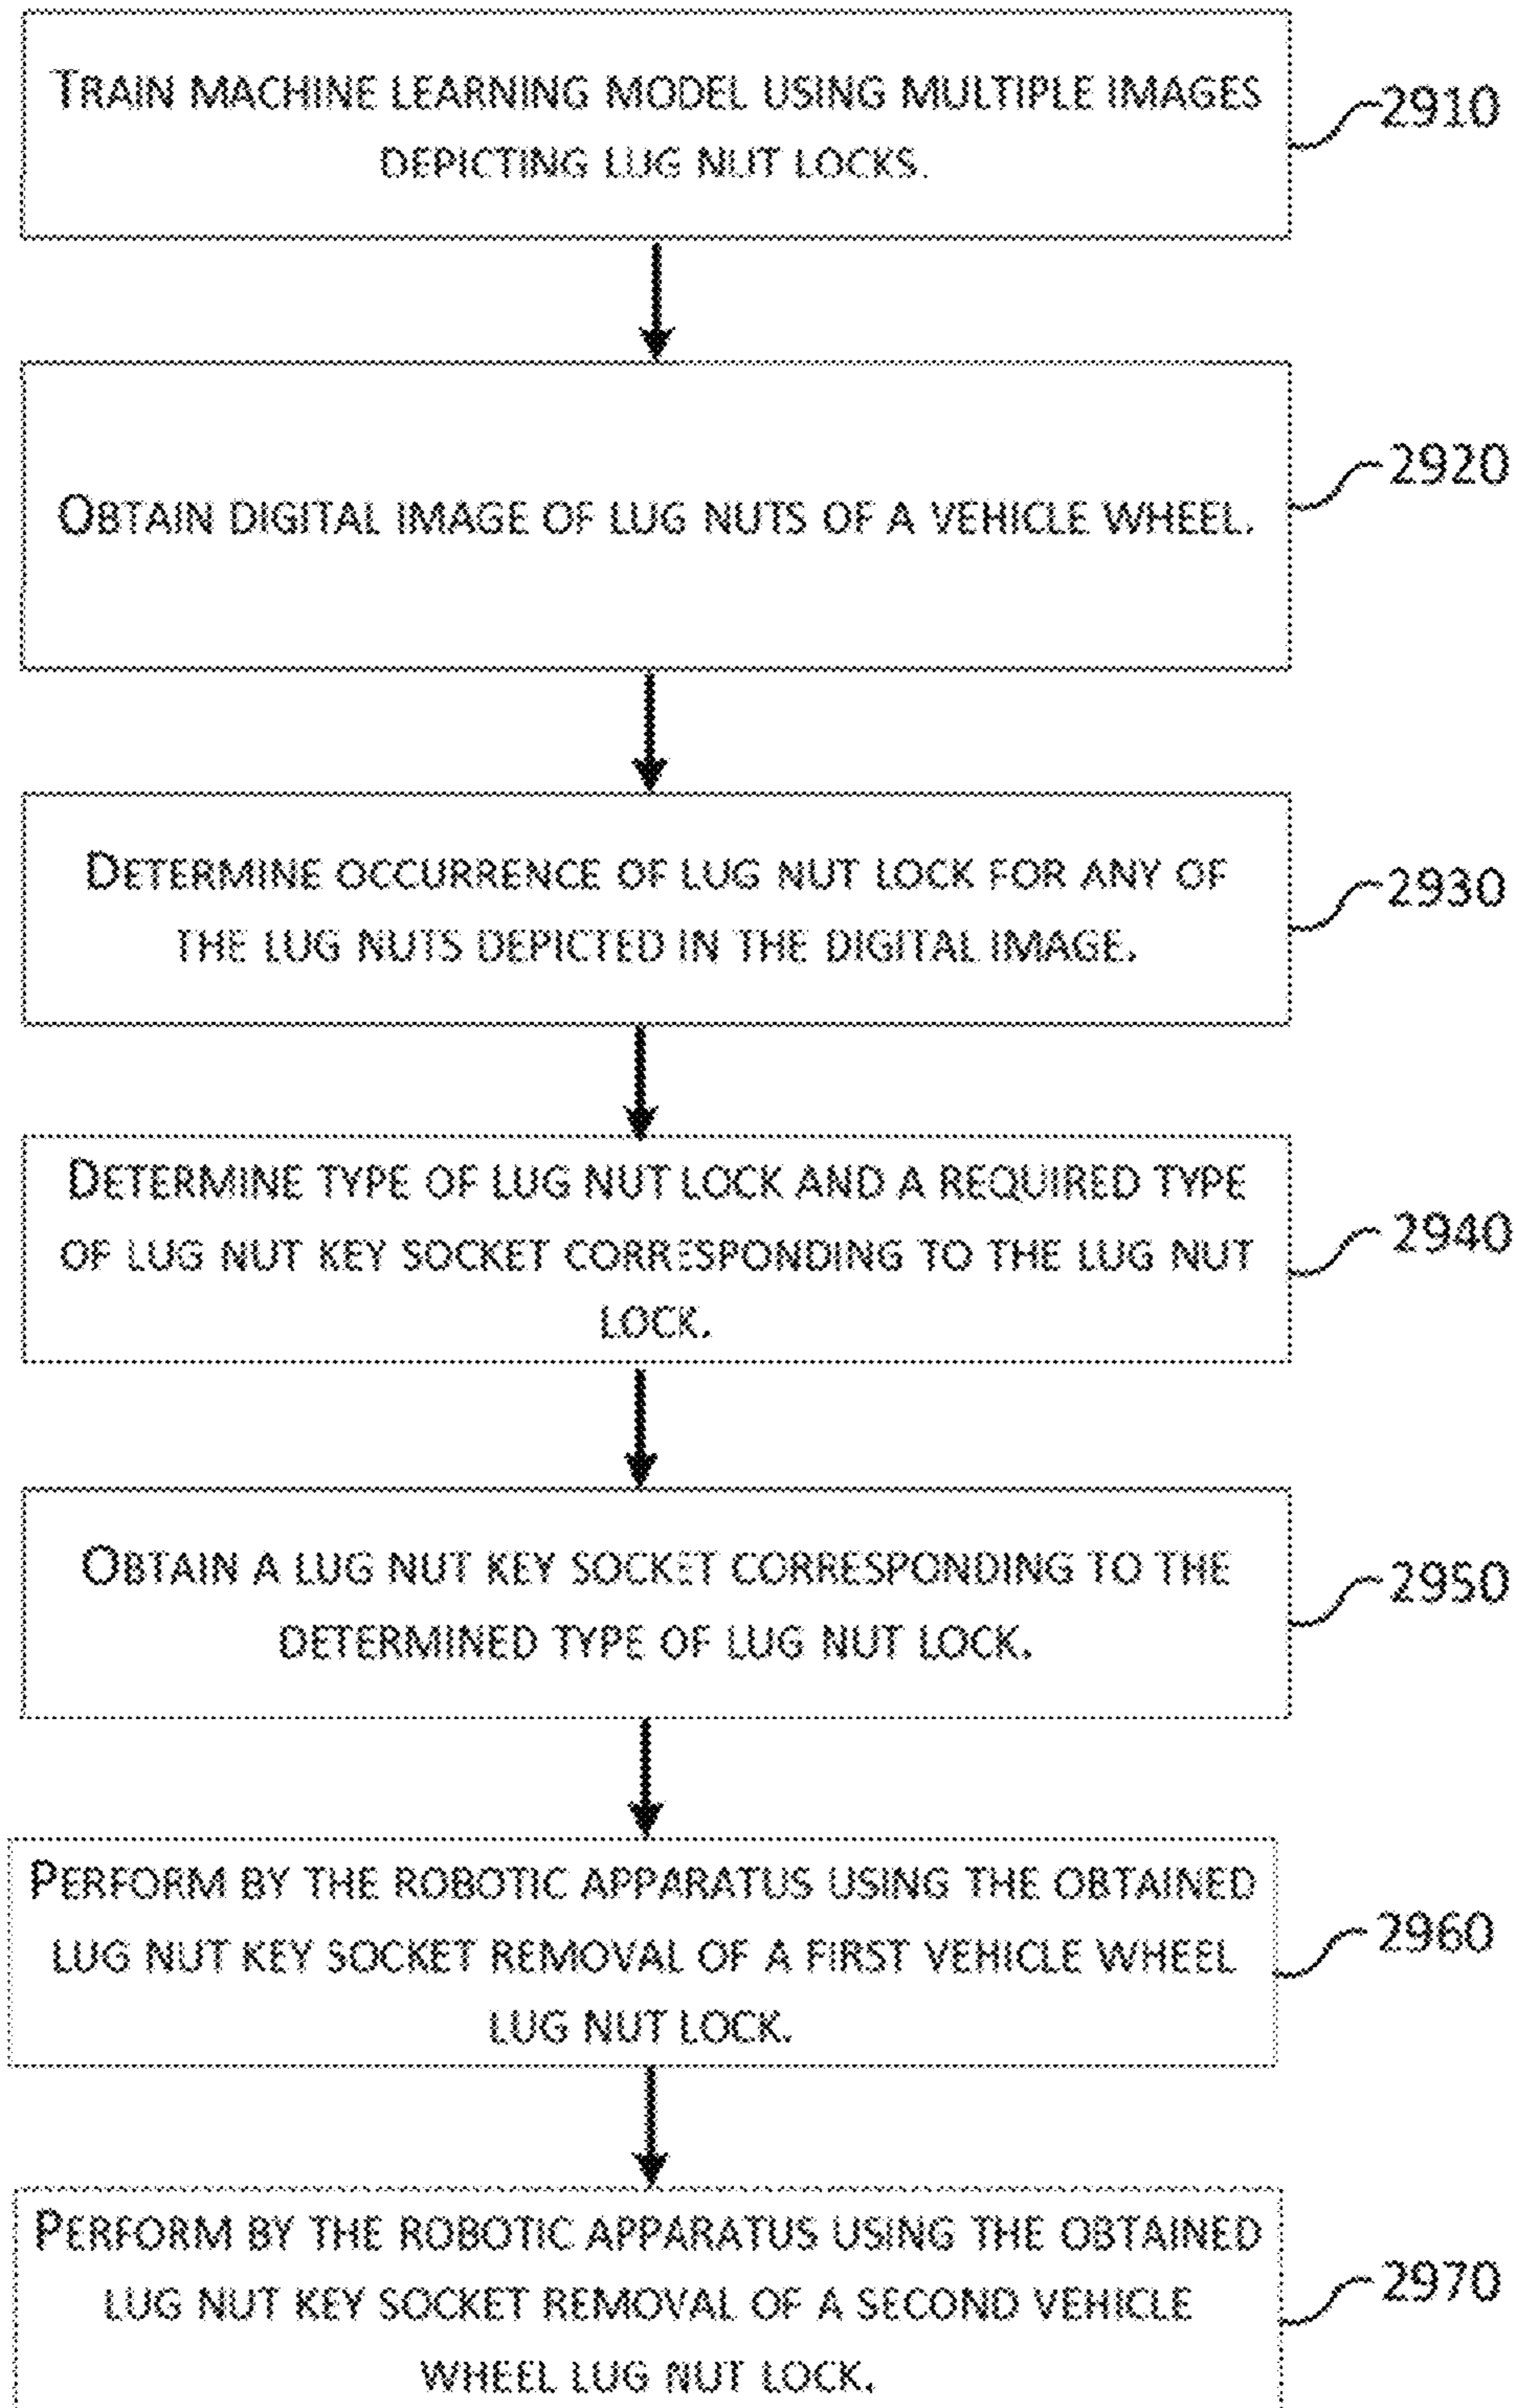 TRAIN MACHINE LEARNING MODEL USING MULTIPLE IMAGES
DEPICTING LUG NUT LOCKS.
2910
OBTAIN DIGITAL IMAGE OF LUG NUTS OF A VEHICLE WHEEL.
2920
DETERMINE OCCURRENCE OF LUG NUT LOCK FOR ANY OF
THE LUG NUTS DEPICTED IN THE DIGITAL IMAGE.
2930
DETERMINE TYPE OF LUG NUT LOCK AND A REQUIRED TYPE
OF LUG NUT KEY SOCKET CORRESPONDING TO THE LUG NUT
LOCK.
2940
OBTAIN A LUG NUT KEY SOCKET CORRESPONDING TO THE
DETERMINED TYPE OF LUG NUT LOCK.
2950
PERFORM BY THE ROBOTIC APPARATUS USING THE OBTAINED
LUG NUT KEY SOCKET REMOVAL OF A FIRST VEHICLE WHEEL
LUG NUT LOCK.
2960
PERFORM BY THE ROBOTIC APPARATUS USING THE OBTAINED
LUG NUT KEY SOCKET REMOVAL OF A SECOND VEHICLE
WHEEL LUG NUT LOCK.
2970